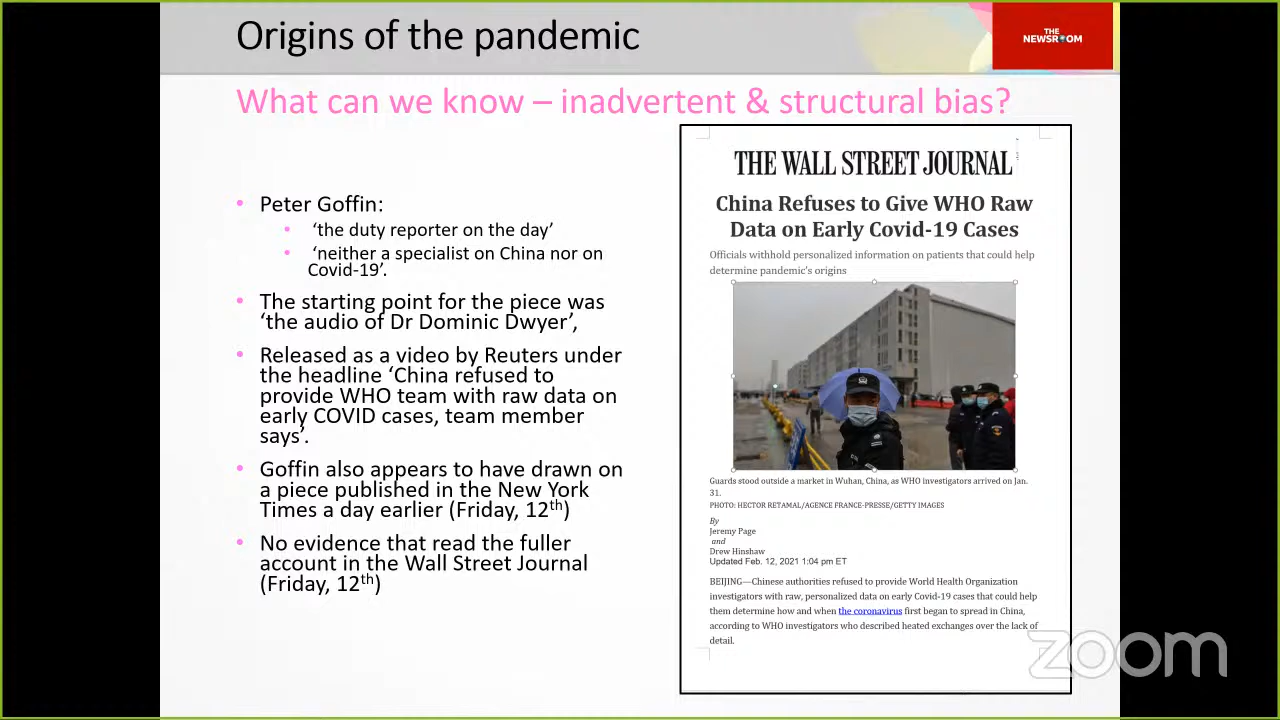 Origins of the pandemic
THE
NEWSROOM
What can we know – inadvertent & structural bias?
• Peter Goffin:
• ‘the duty reporter on the day’
• ‘neither a specialist on China nor on
Covid-19’.
• The starting point for the piece was
‘the audio of Dr Dominic Dwyer’,
• Released as a video by Reuters under
the headline ‘China refused to
provide WHO team with raw data on
early COVID cases, team member
says’.
• Goffin also appears to have drawn on
a piece published in the New York
Times a day earlier (Friday, 12th)
• No evidence that read the fuller
account in the Wall Street Journal
(Friday, 12th)
THE WALL STREET JOURNAL
China Refuses to Give WHO Raw
Data on Early Covid-19 Cases
Officials withhold personalized information on patients that could help
determine pandemic’s origins
Guards stood outside a market in Wuhan, China, as WHO investigators arrived on Jan.
31.
PHOTO: HECTOR RETAMAL/AGENCE FRANCE-PRESSE/GETTY IMAGES
By
Jeremy Page
and
Drew Hinshaw
Updated Feb. 12, 2021 1:04 pm ET
BEIJING—Chinese authorities refused to provide World Health Organization
investigators with raw, personalized data on early Covid-19 cases that could help
them determine how and when the coronavirus first began to spread in China,
according to WHO investigators who described heated exchanges over the lack of
detail.
zoom